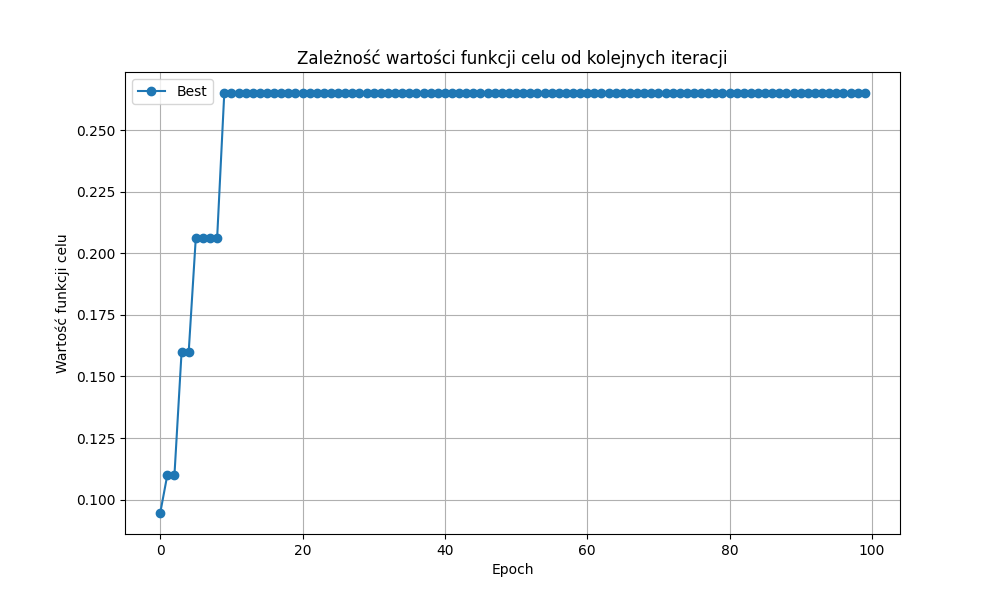 Zależność wartości funkcji celu od kolejnych iteracji
Best
Wartość funkcji celu
0.250
0.225
0.200
0.175
0.150
0.125
0.100
0 20 40 60 80 100
Epoch